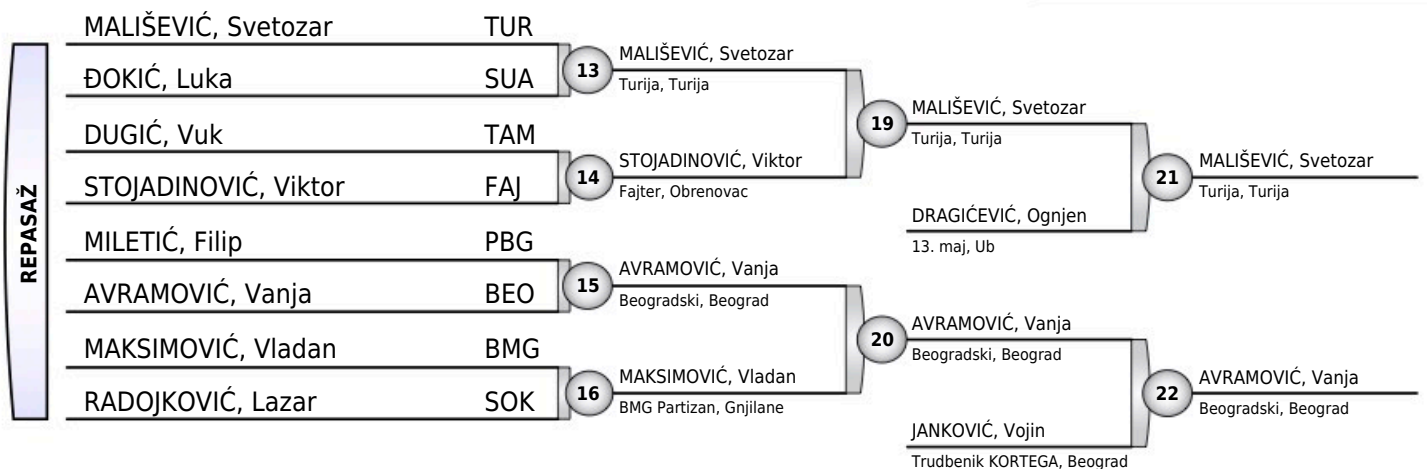 REPASAŽ
MALIŠEVIĆ, Svetozar TUR
ĐOKIĆ, Luka SUA
DUGIĆ, Vuk TAM
STOJADINOVIĆ, Viktor FAJ
MILETIĆ, Filip PBG
AVRAMOVIĆ, Vanja BEO
MAKSIMOVIĆ, Vladan BMG
RADOJKOVIĆ, Lazar SOK
13
MALIŠEVIĆ, Svetozar
Turija, Turija
14
STOJADINOVIĆ, Viktor
Fajter, Obrenovac
15
AVRAMOVIĆ, Vanja
Beogradski, Beograd
16
MAKSIMOVIĆ, Vladan
BMG Partizan, Gnjilane
19
MALIŠEVIĆ, Svetozar
Turija, Turija
DRAGIĆEVIĆ, Ognjen
13. maj, Ub
20
AVRAMOVIĆ, Vanja
Beogradski, Beograd
JANKOVIĆ, Vojin
Trudbenik KORTEGA, Beograd
21
MALIŠEVIĆ, Svetozar
Turija, Turija
22
AVRAMOVIĆ, Vanja
Beogradski, Beograd